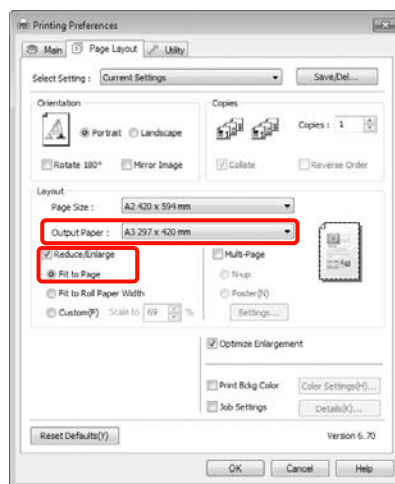 Printing Preferences
Main Page Layout Utility
Select Setting : Current Settings Save/Del...
Orientation Copies
A Portrait Landscape Copies : 1
Rotate 180° Mirror Image Collate Reverse Order
Layout
Page Size : A2 420 x 594 mm
Output Paper : A3 297 x 420 mm
Reduce/Enlarge Multi-Page
Fit to Page N-up
Fit to Roll Paper Width Poster(N)
Custom(F) Scale to 69 % Settings...
Optimize Enlargement
Print Bckg Color Color Settings(H)...
Job Settings Details(K)...
Reset Defaults(Y) Version 6.70
OK Cancel Help